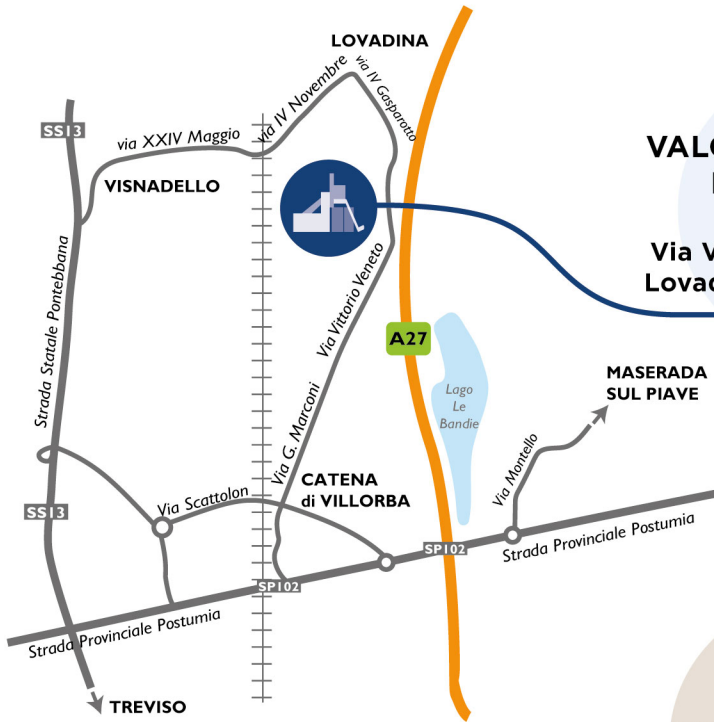 LOVADINA
via IV Gasparotto
via IV Novembre
SS13
via XXIV Maggio
VISNADELLO
Via V
Strada Statale Pontebbana
Via Vittorio Veneto
A27
MASERADA
SUL PIAVE
Lago
Le
Bandie
Via G. Marconi
CATENA
di VILLORBA
Via Montello
SS13
Via Scattolon
SP102
Strada Provinciale Postumia
SP102
Strada Provinciale Postumia
TREVISO